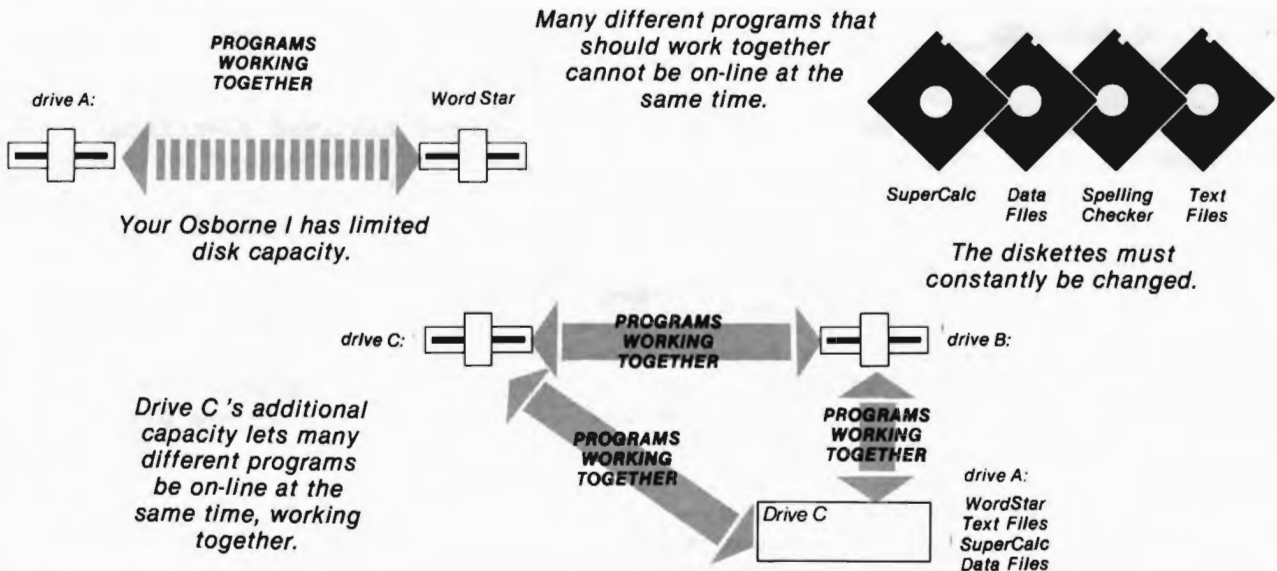 PROGRAMS
WORKING
TOGETHER
drive A:
Word Star
Your Osborne I has limited
disk capacity.
Many different programs that
should work together
cannot be on-line at the
same time.
SuperCalc
Data
Files
Spelling
Checker
Text
Files
The diskettes must
constantly be changed.
drive C:
PROGRAMS
WORKING
TOGETHER
drive B:
Drive C 's additional
capacity lets many
different programs
be on-line at the
same time, working
together.
PROGRAMS
WORKING
TOGETHER
PROGRAMS
WORKING
TOGETHER
Drive C
drive A:
WordStar
Text Files
SuperCalc
Data Files